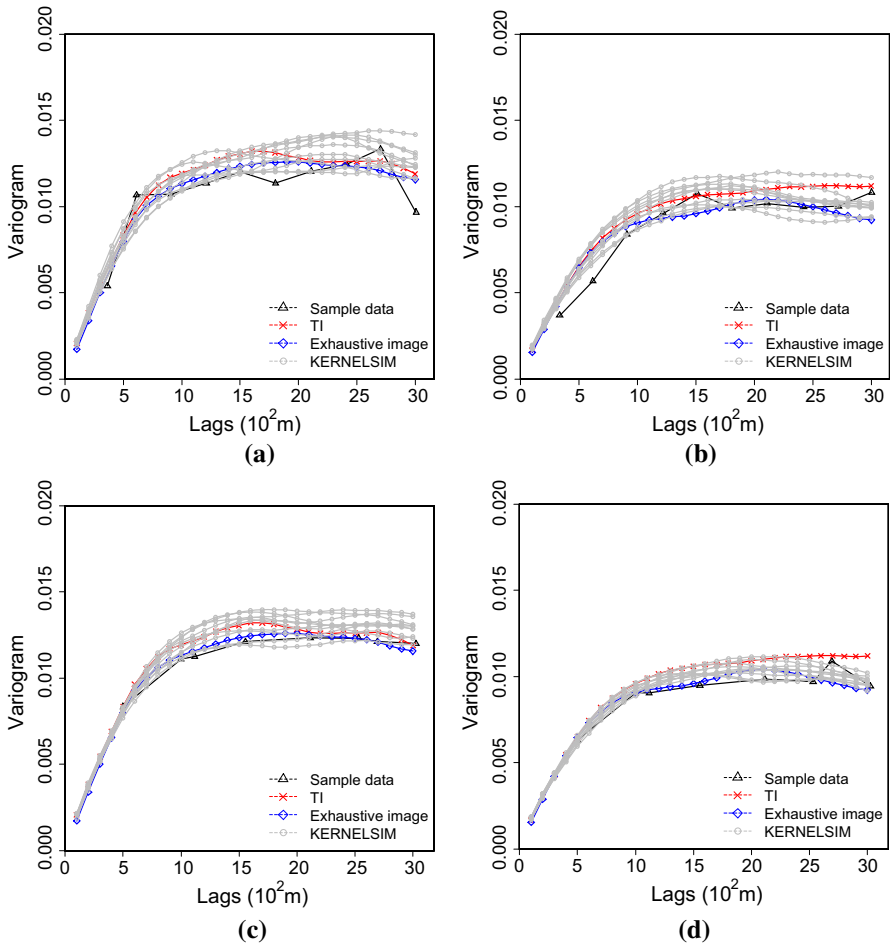 0.020
0.015
0.010
0.005
0.000
Variogram
Sample data
TI
Exhaustive image
KERNELSIM
0 5 10 15 20 25 30
Lags (10²m)
(a)
0.020
0.015
0.010
0.005
0.000
Variogram
Sample data
TI
Exhaustive image
KERNELSIM
0 5 10 15 20 25 30
Lags (10²m)
(b)
0.020
0.015
0.010
0.005
0.000
Variogram
Sample data
TI
Exhaustive image
KERNELSIM
0 5 10 15 20 25 30
Lags (10²m)
(c)
0.020
0.015
0.010
0.005
0.000
Variogram
Sample data
TI
Exhaustive image
KERNELSIM
0 5 10 15 20 25 30
Lags (10²m)
(d)